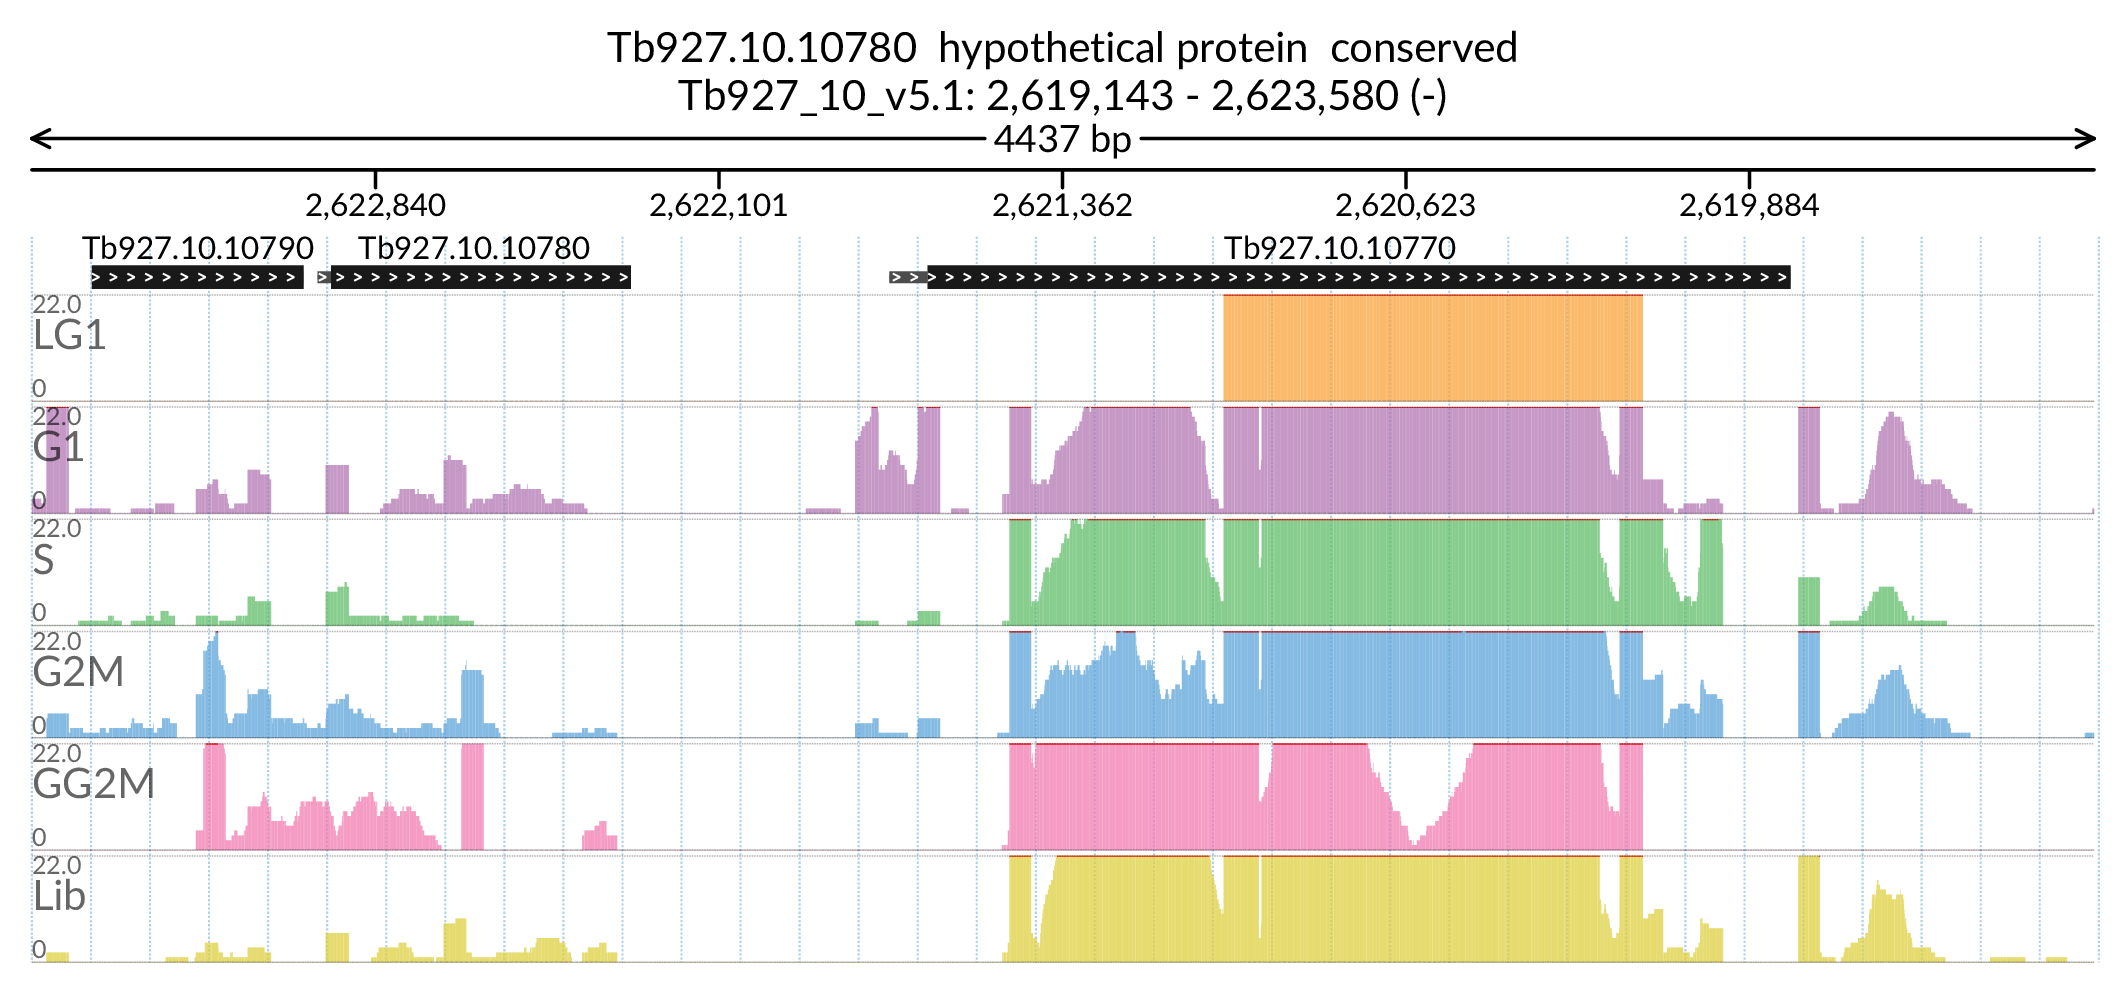 Tb927.10.10780  hypothetical protein  conserved
Tb927_10_v5.1: 2,619,143 - 2,623,580 (-)
4437 bp
2,622,840 2,622,101 2,621,362 2,620,623 2,619,884
Tb927.10.10790 Tb927.10.10780 Tb927.10.10770
22.0
LG1
0
22.0
G1
0
22.0
S
0
22.0
G2M
0
22.0
GG2M
0
22.0
Lib
0